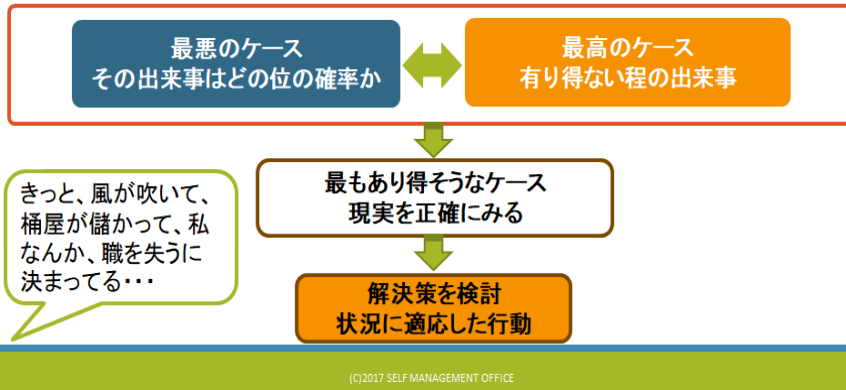 最悪のケース
その出来事はどの位の確率か
最高のケース
有り得ない程の出来事
最もあり得そうなケース
現実を正確にみる
きっと、風が吹いて、
桶屋が儲かって、私
なんか、職を失うに
決まってる・・・
解決策を検討
状況に適応した行動
(C)2017 SELF MANAGEMENT OFFICE